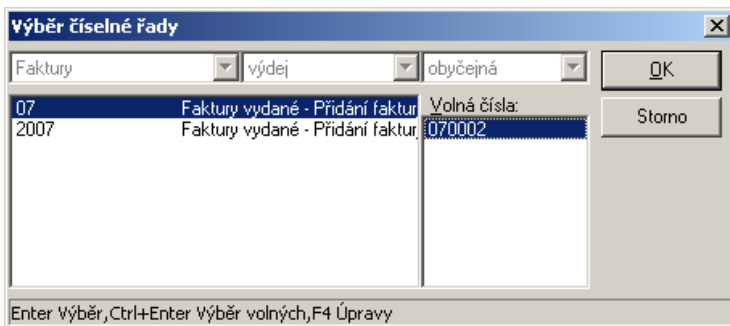 Výběr číselné řady
Faktury výdej obyčejná OK
Volná čísla: Storno
07 Faktury vydané - Přidání faktur
2007 Faktury vydané - Přidání faktur
070002
Enter Výběr,Ctrl+Enter Výběr volných,F4 Úpravy